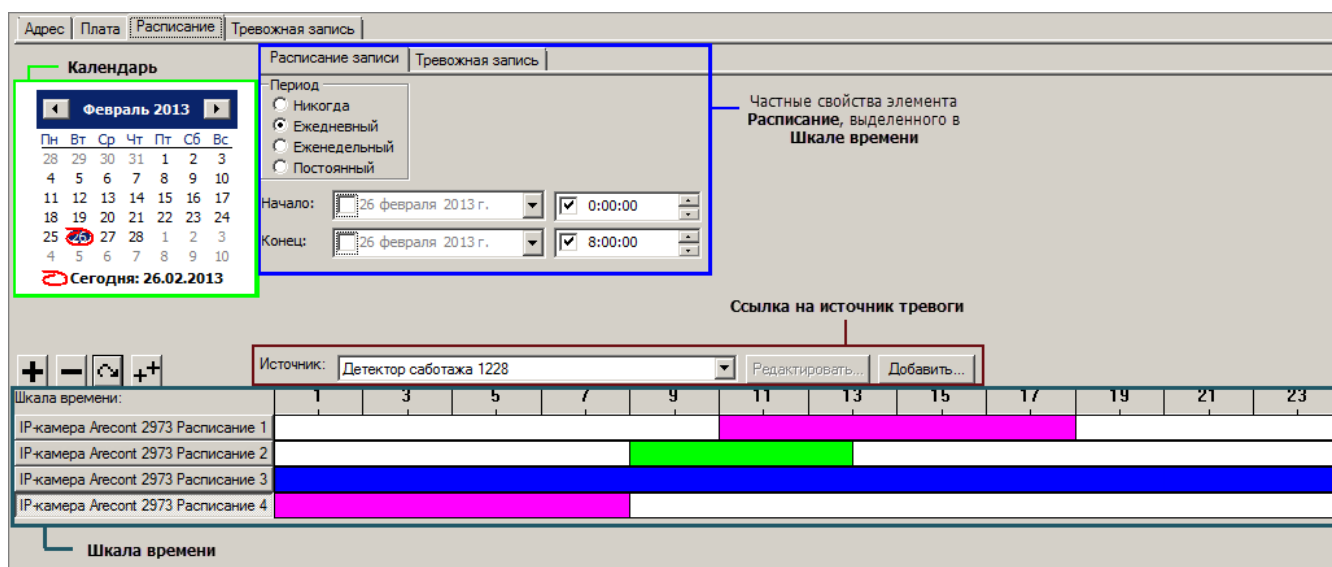 Адрес Плата Расписание Тревожная запись
Календарь
Февраль 2013
Пн Вт Ср Чт Пт Сб Вс
28 29 30 31 1 2 3
4 5 6 7 8 9 10
11 12 13 14 15 16 17
18 19 20 21 22 23 24
25 26 27 28 1 2 3
4 5 6 7 8 9 10
Сегодня: 26.02.2013
Расписание записи Тревожная запись
Период
Никогда
Ежедневный
Еженедельный
Постоянный
Начало: 26 февраля 2013 г. 0:00:00
Конец: 26 февраля 2013 г. 8:00:00
Частные свойства элемента
Расписание, выделенного в
Шкале времени
Ссылка на источник тревоги
Источник: Детектор саботажа 1228 Редактировать... Добавить...
Шкала времени: 1 3 5 7 9 11 13 15 17 19 21 23
IP-камера Arecont 2973 Расписание 1
IP-камера Arecont 2973 Расписание 2
IP-камера Arecont 2973 Расписание 3
IP-камера Arecont 2973 Расписание 4
Шкала времени